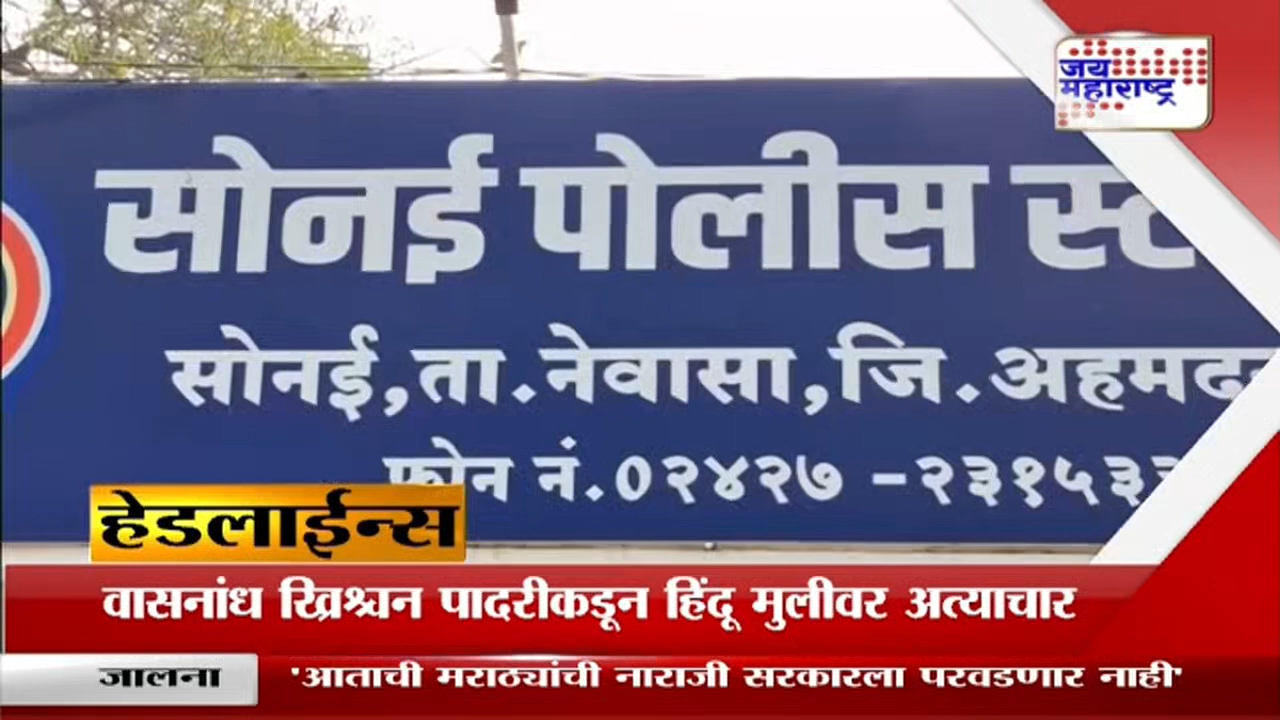 जय
महाराष्ट्र
सोनई पोलीस
सोनई, ता. नेवासा, जि.
फोन नं. ०२४२७ -२३१५३
हेडलाईन्स
वासनांध ख्रिश्चन पादरीकडून हिंदू मुलीवर अत्याचार
जालना 'आताची मराठ्यांची नाराजी सरकारला परवडणार नाही'